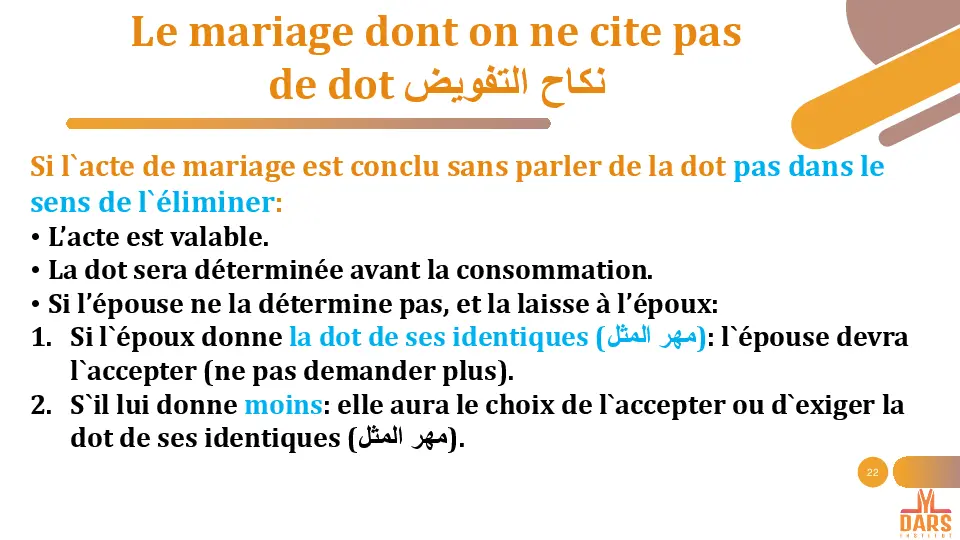 Le mariage dont on ne cite pas
de dot نكاح التفويض
Si l`acte de mariage est conclu sans parler de la dot pas dans le
sens de l`éliminer:
• L’acte est valable.
• La dot sera déterminée avant la consommation.
• Si l’épouse ne la détermine pas, et la laisse à l’époux:
1. Si l`époux donne la dot de ses identiques (مهر المثل): l`épouse devra
l`accepter (ne pas demander plus).
2. S`il lui donne moins: elle aura le choix de l`accepter ou d`exiger la
dot de ses identiques (مهر المثل).
22
DARS
INSTITUT